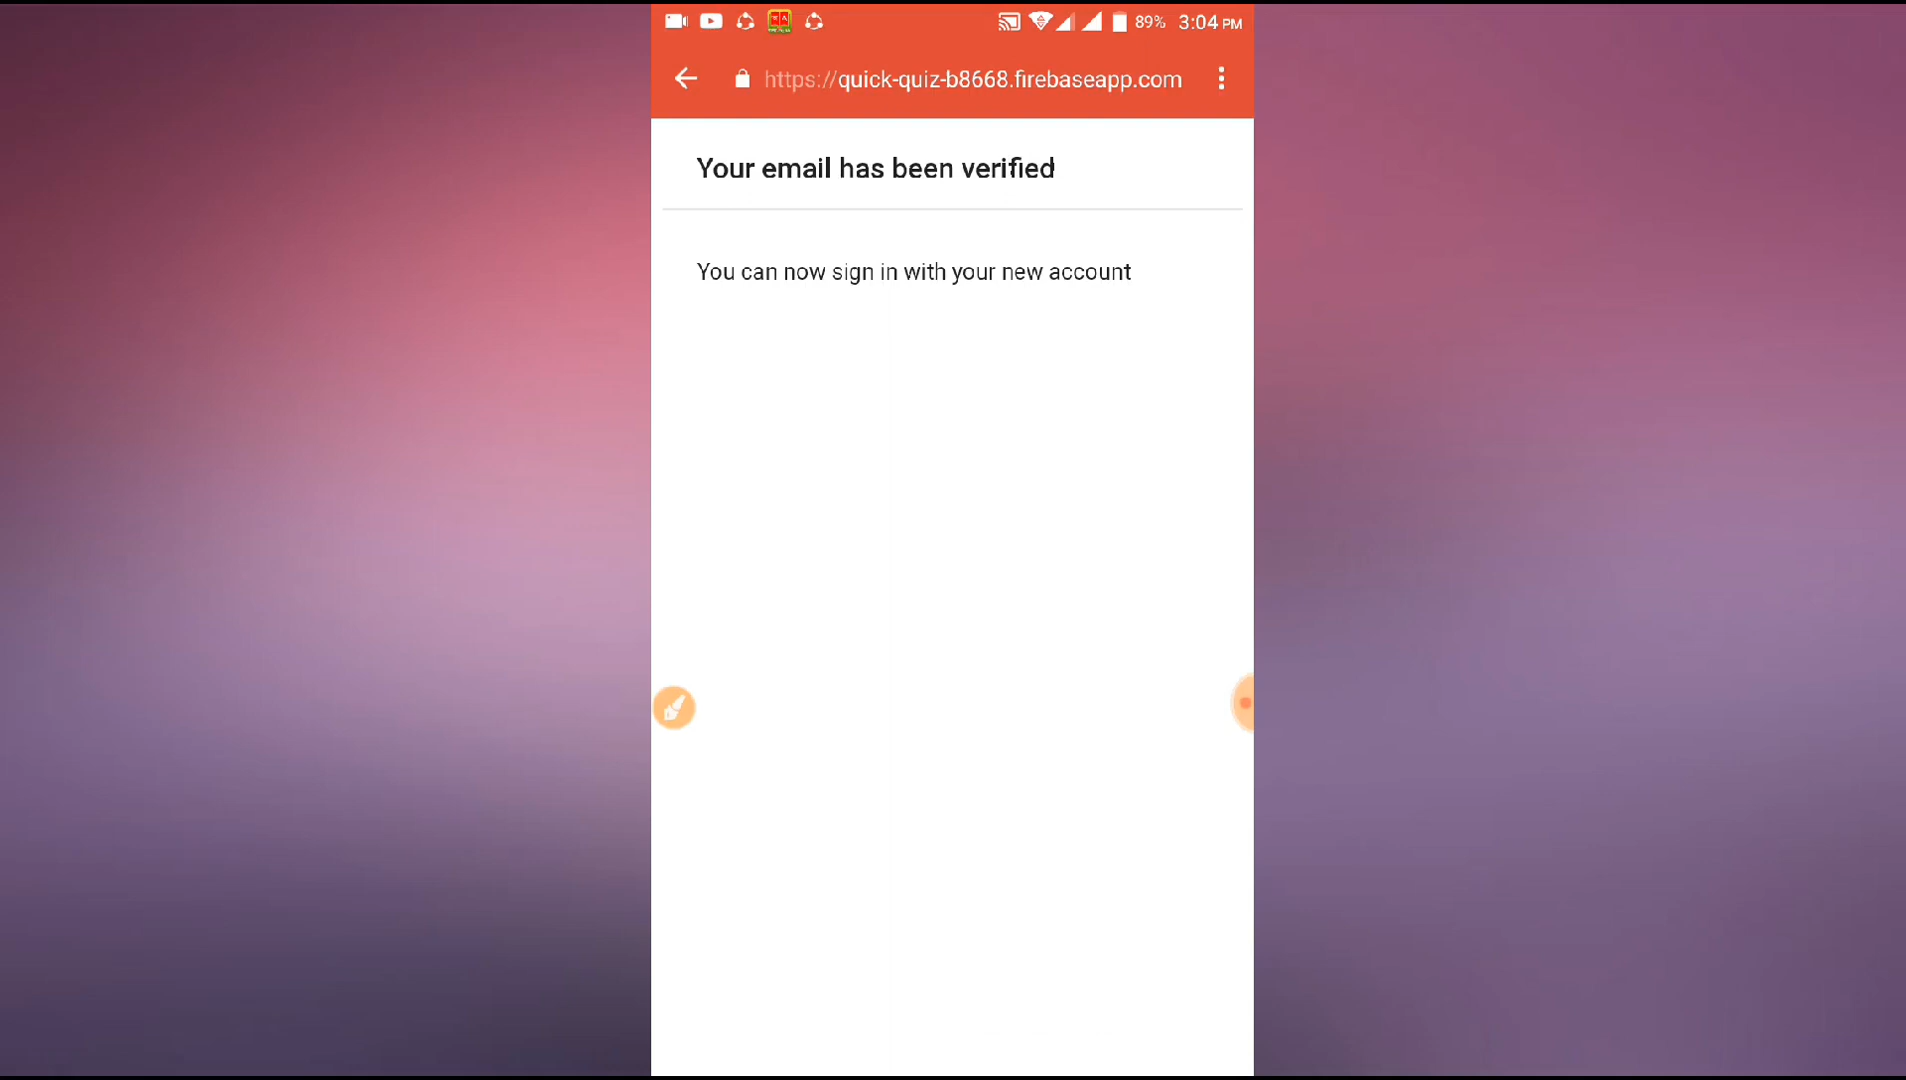 89% 3:04 PM
https://quick-quiz-b8668.firebaseapp.com
Your email has been verified
You can now sign in with your new account